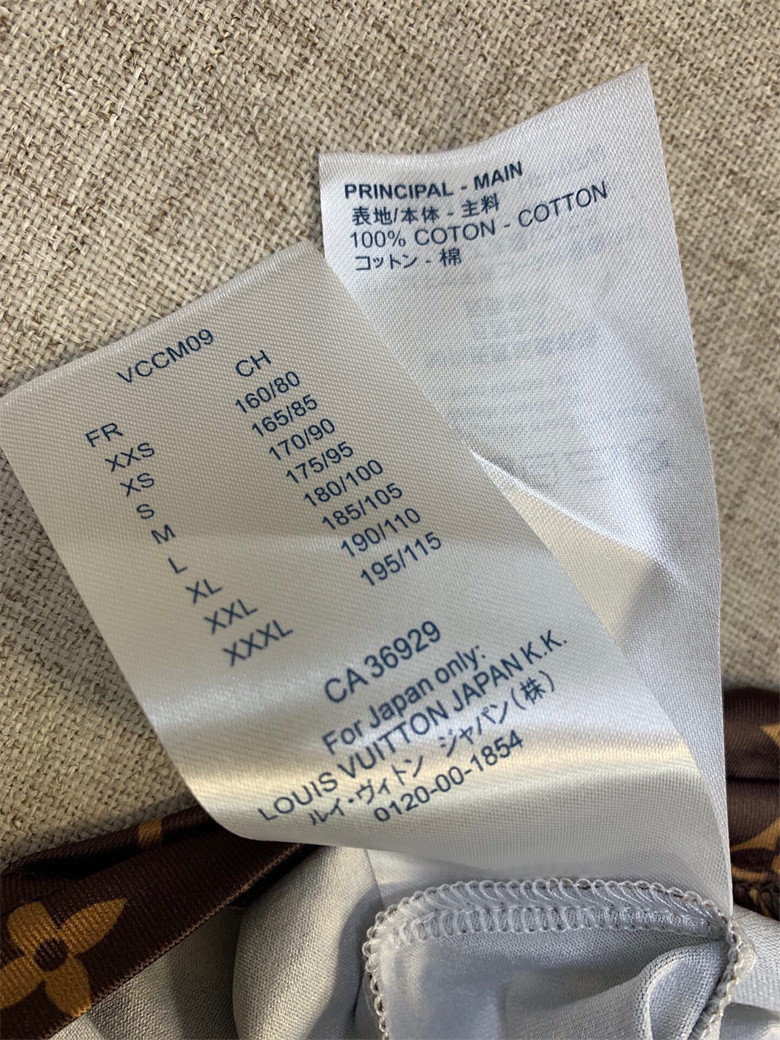 PRINCIPAL - MAIN
表地/本体 - 主料
100% COTON - COTTON
コットン - 棉
VCCM09
FR CH
XXS 160/80
XS 165/85
S 170/90
M 175/95
L 180/100
XL 185/105
XXL 190/110
XXXL 195/115
CA 36929
For Japan only:
LOUIS VUITTON JAPAN K.K.
ルイ・ヴィトン ジャパン(株)
0120-00-1854